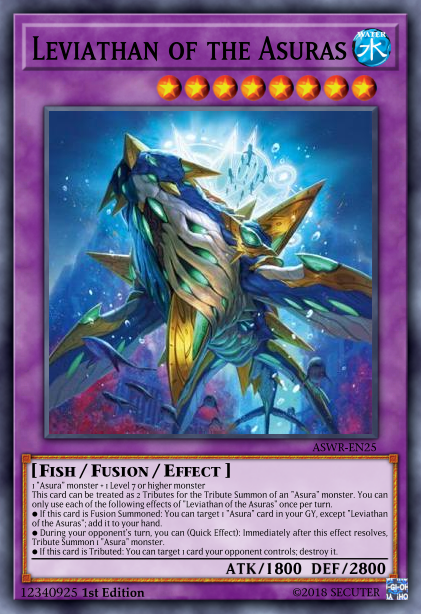 Leviathan of the Asuras
WATER
水
ASWR-EN25
[Fish / Fusion / Effect]
1 "Asura" monster + 1 Level 7 or higher monster
This card can be treated as 2 Tributes for the Tribute Summon of an "Asura" monster. You can
only use each of the following effects of "Leviathan of the Asuras" once per turn.
● If this card is Fusion Summoned: You can target 1 "Asura" card in your GY, except "Leviathan
of the Asuras"; add it to your hand.
● During your opponent's turn, you can (Quick Effect): Immediately after this effect resolves,
Tribute Summon 1 "Asura" monster.
● If this card is Tributed: You can target 1 card your opponent controls; destroy it.
ATK/1800 DEF/2800
12340925 1st Edition
©2018 SECUTER